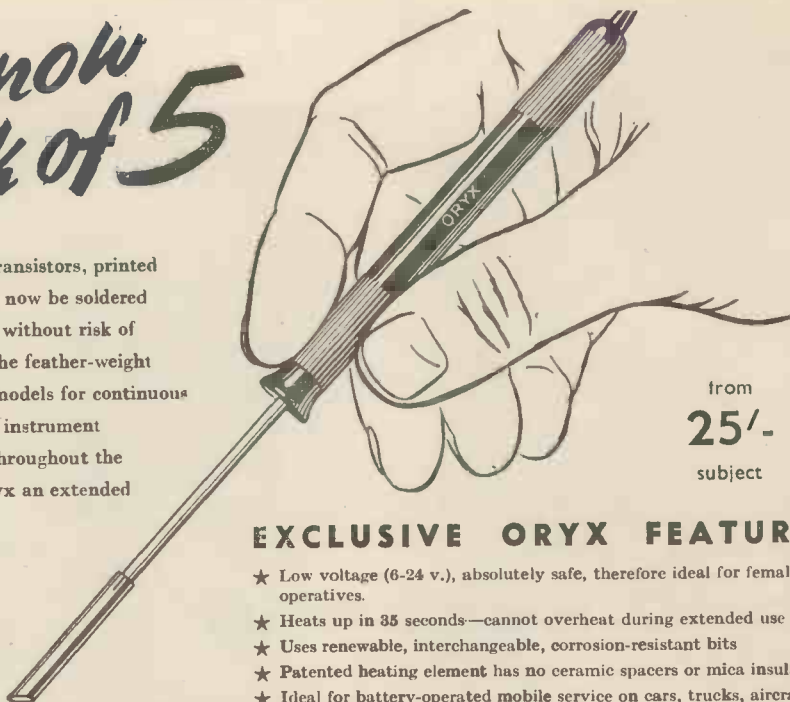 now
k of 5
ORYX
ransistors, printed
now be soldered
without risk of
he feather-weight
models for continuous
instrument
hroughout the
yx an extended
from
25/-
subject
EXCLUSIVE ORYX FEATUR
★ Low voltage (6-24 v.), absolutely safe, therefore ideal for femal
operatives.
★ Heats up in 35 seconds—cannot overheat during extended use
★ Uses renewable, interchangeable, corrosion-resistant bits
★ Patented heating element has no ceramic spacers or mica insul
★ Ideal for battery-operated mobile service on cars, trucks, aircra